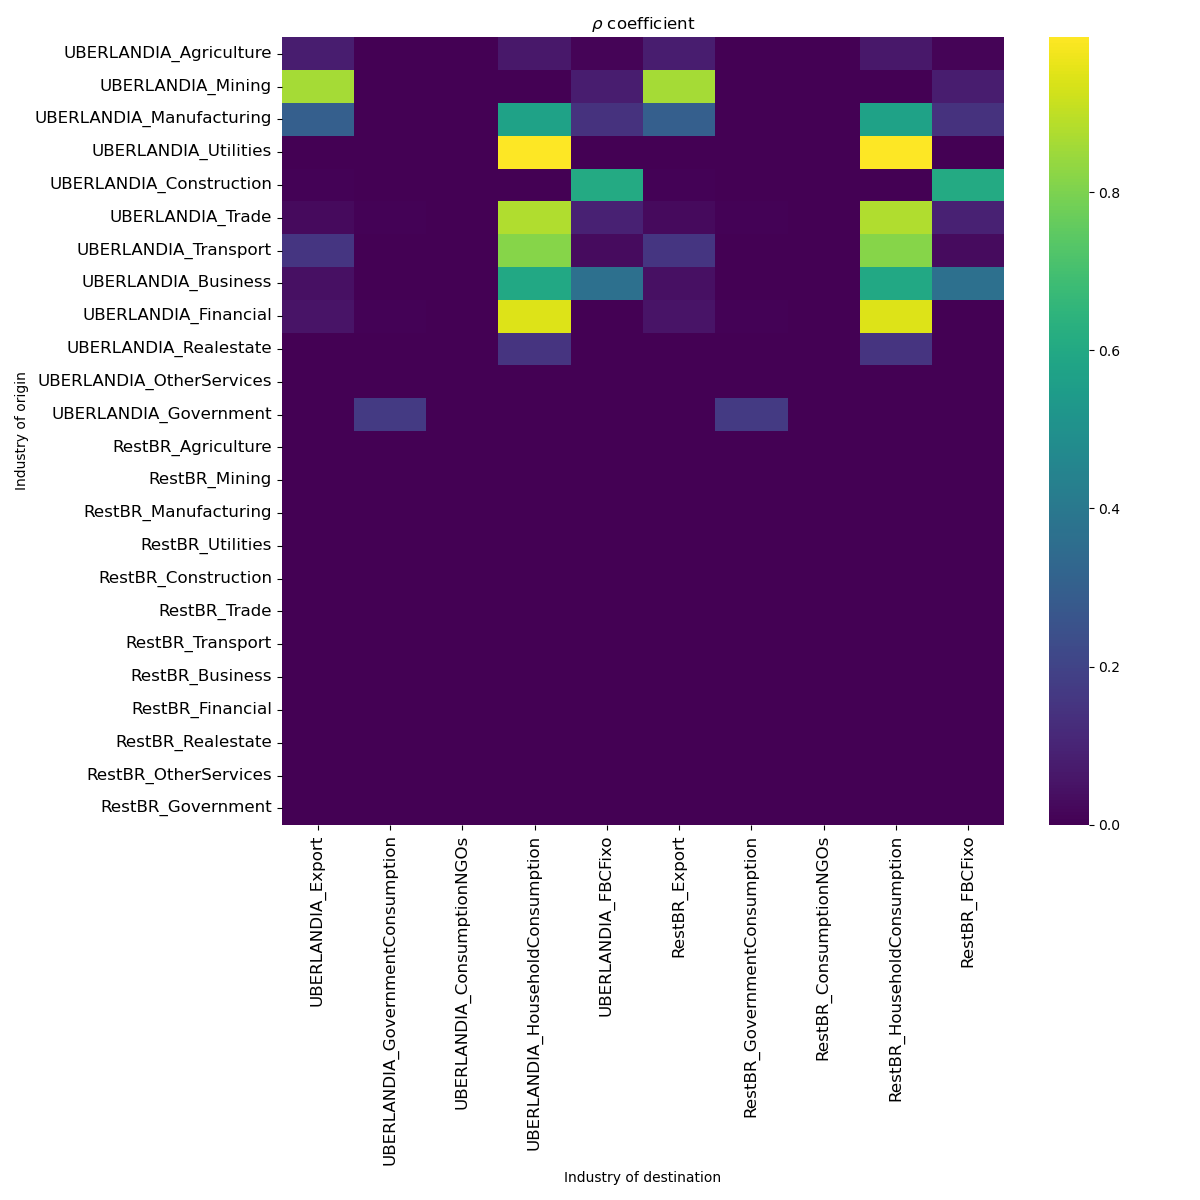 ρ coefficient
UBERLANDIA_Agriculture
UBERLANDIA_Mining
UBERLANDIA_Manufacturing
UBERLANDIA_Utilities
UBERLANDIA_Construction
UBERLANDIA_Trade
UBERLANDIA_Transport
UBERLANDIA_Business
UBERLANDIA_Financial
UBERLANDIA_Realestate
UBERLANDIA_OtherServices
UBERLANDIA_Government
RestBR_Agriculture
RestBR_Mining
RestBR_Manufacturing
RestBR_Utilities
RestBR_Construction
RestBR_Trade
RestBR_Transport
RestBR_Business
RestBR_Financial
RestBR_Realestate
RestBR_OtherServices
RestBR_Government
Industry of origin
UBERLANDIA_Export
UBERLANDIA_GovernmentConsumption
UBERLANDIA_ConsumptionNGOs
UBERLANDIA_HouseholdConsumption
UBERLANDIA_FBCFixo
RestBR_Export
RestBR_GovernmentConsumption
RestBR_ConsumptionNGOs
RestBR_HouseholdConsumption
RestBR_FBCFixo
Industry of destination
0.8
0.6
0.4
0.2
0.0